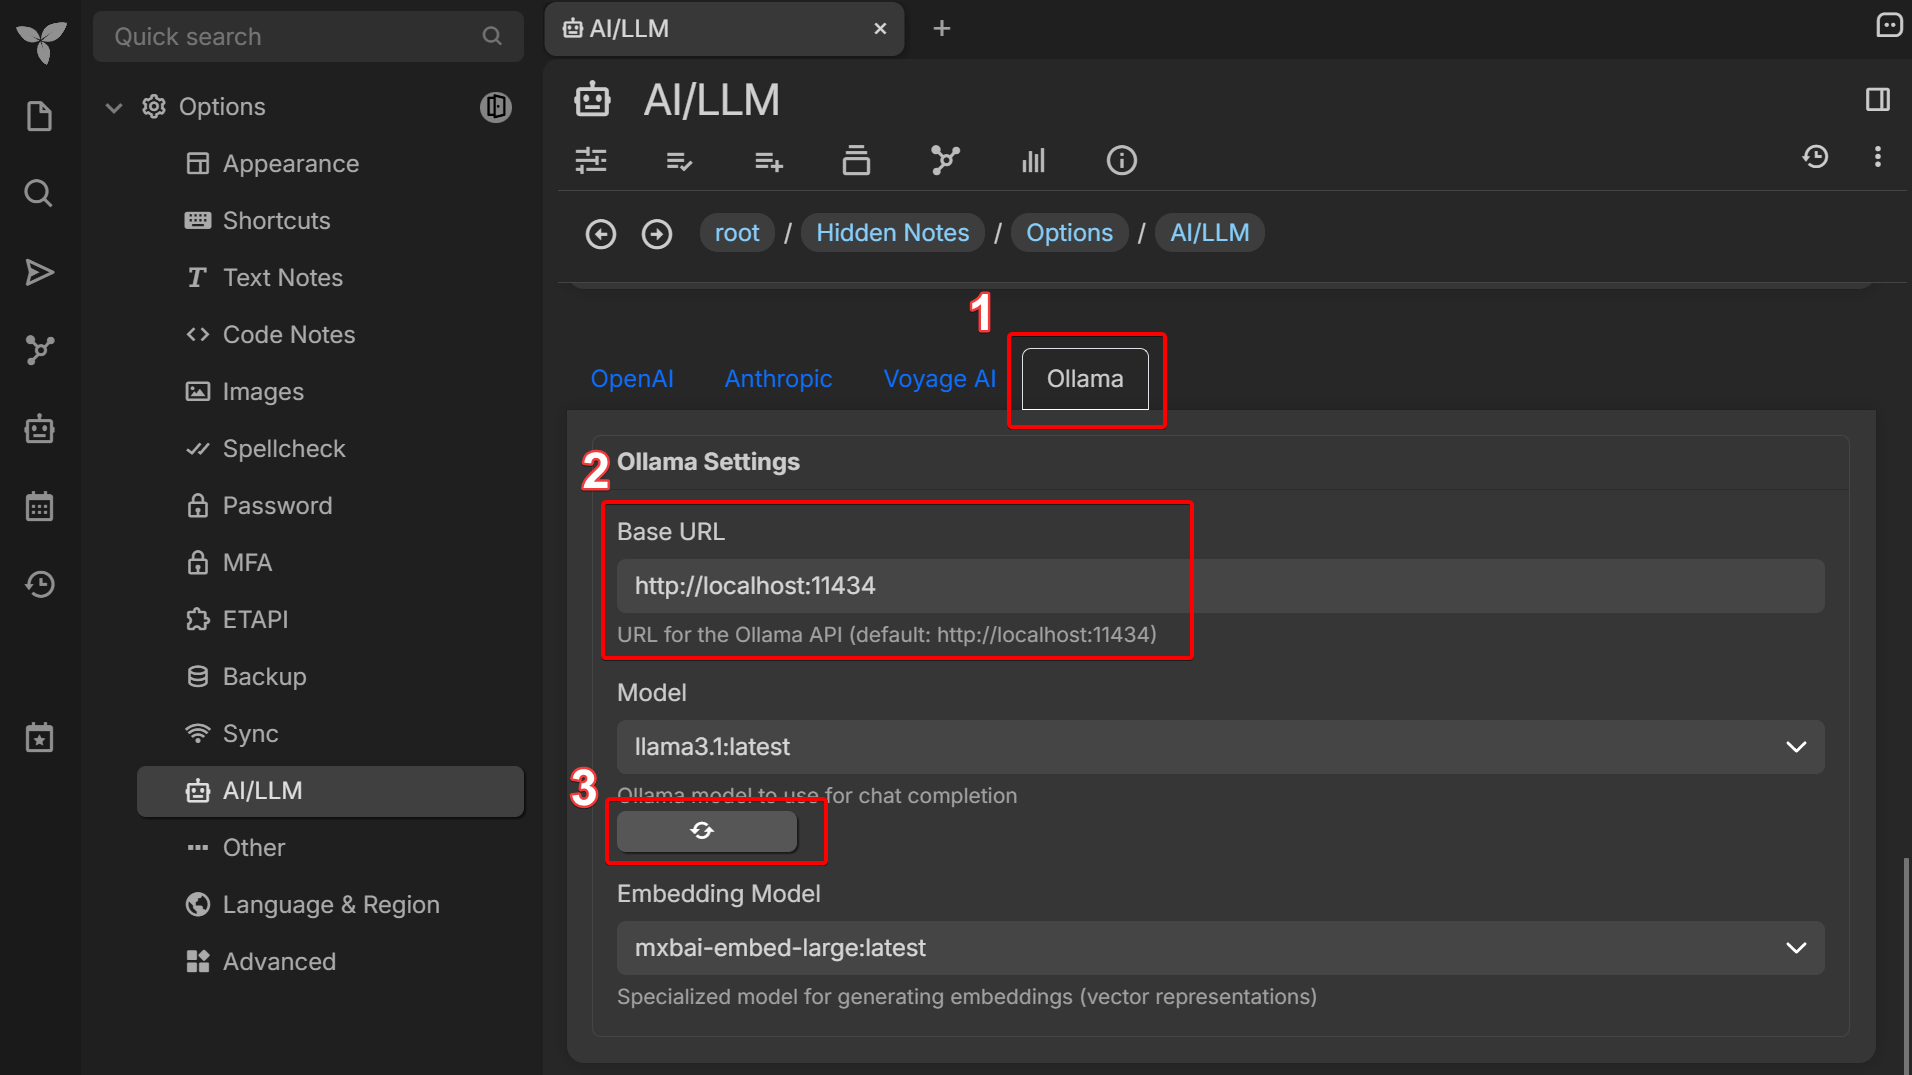 Quick search
AI/LLM
Options
Appearance
Shortcuts
Text Notes
Code Notes
Images
Spellcheck
Password
MFA
ETAPI
Backup
Sync
AI/LLM
Other
Language & Region
Advanced
AI/LLM
root / Hidden Notes / Options / AI/LLM
1
OpenAI Anthropic Voyage AI Ollama
2
Ollama Settings
Base URL
http://localhost:11434
URL for the Ollama API (default: http://localhost:11434)
Model
llama3.1:latest
3
Ollama model to use for chat completion
Embedding Model
mxbai-embed-large:latest
Specialized model for generating embeddings (vector representations)